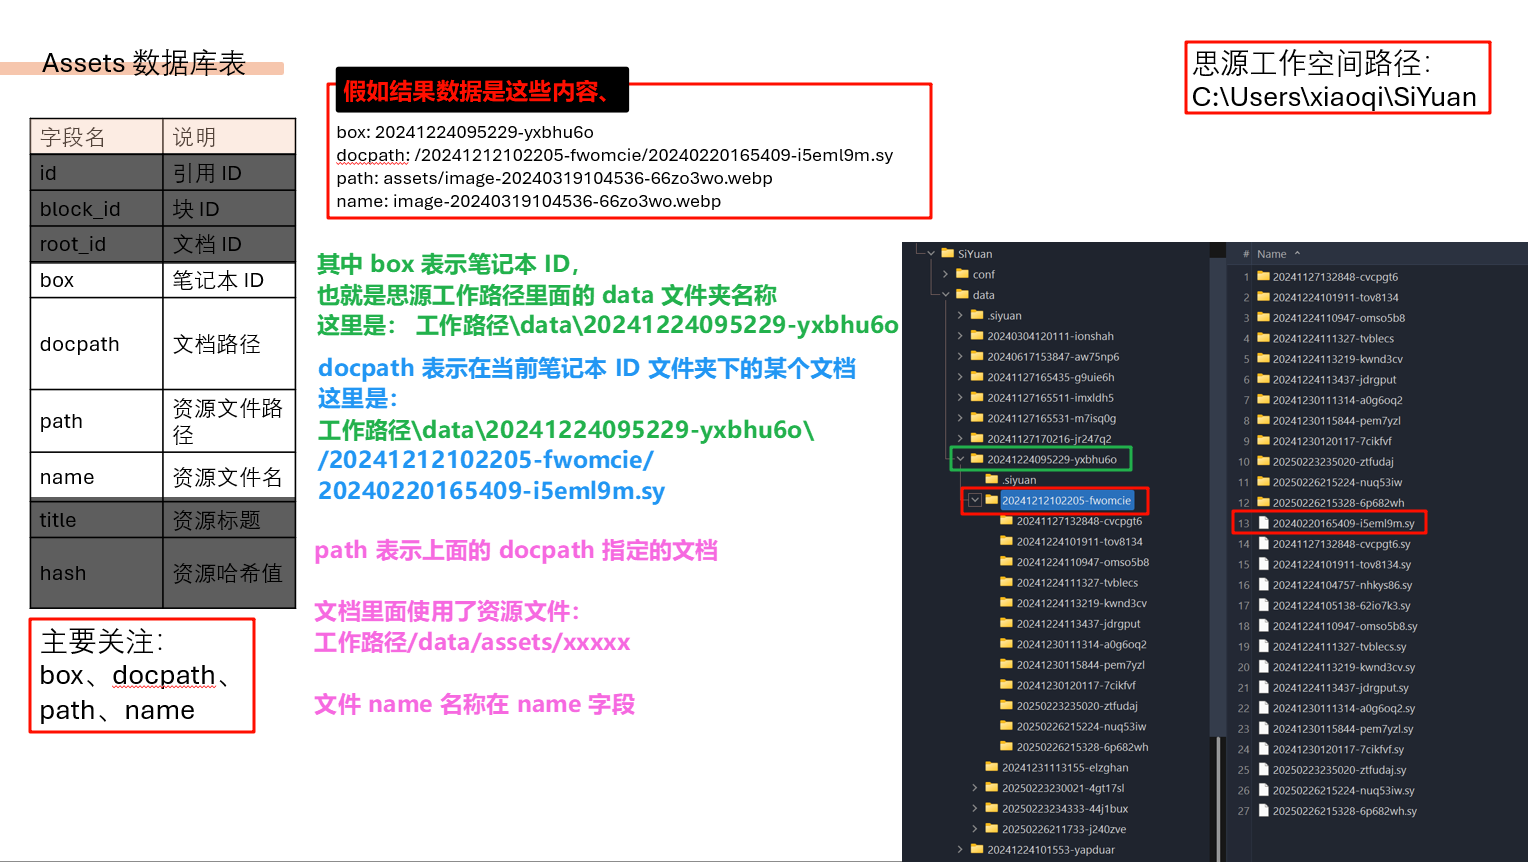 Assets 数据库表
字段名 说明
id 引用 ID
block_id 块 ID
root_id 文档 ID
box 笔记本 ID
docpath 文档路径
path 资源文件路
径
name 资源文件名
title 资源标题
hash 资源哈希值
主要关注：
box、docpath、
path、name
假如结果数据是这些内容、
box: 20241224095229-yxbhu6o
docpath: /20241212102205-fwomcie/20240220165409-i5eml9m.sy
path: assets/image-20240319104536-66zo3wo.webp
name: image-20240319104536-66zo3wo.webp
其中 box 表示笔记本 ID，
也就是思源工作路径里面的 data 文件夹名称
这里是： 工作路径\data\20241224095229-yxbhu6o
docpath 表示在当前笔记本 ID 文件夹下的某个文档
这里是：
工作路径\data\20241224095229-yxbhu6o\
/20241212102205-fwomcie/
20240220165409-i5eml9m.sy
path 表示上面的 docpath 指定的文档
文档里面使用了资源文件：
工作路径/data/assets/xxxxx
文件 name 名称在 name 字段
思源工作空间路径：
C:\Users\xiaoqi\SiYuan
SiYuan
conf
data
.siyuan
20240304120111-ionshah
20240617153847-aw75np6
20241127165435-g9uie6h
20241127165511-imxldh5
20241127165531-m7isq0g
20241127170216-jr247q2
20241224095229-yxbhu6o
.siyuan
20241212102205-fwomcie
20241127132848-cvcpgt6
20241224101911-tov8134
20241224110947-omso5b8
20241224111327-tvblecs
20241224113219-kwnd3cv
20241224113437-jdrgput
20241230111314-a0g6oq2
20241230115844-pem7yzl
20241230120117-7cikfvf
20250223235020-ztfudaj
20250226215224-nuq53iw
20250226215328-6p682wh
20241231113155-elzghan
20250223230021-4gt17sl
20250223234333-44j1bux
20250226211733-j240zve
20241224101553-yapduar
# Name
1 20241127132848-cvcpgt6
2 20241224101911-tov8134
3 20241224110947-omso5b8
4 20241224111327-tvblecs
5 20241224113219-kwnd3cv
6 20241224113437-jdrgput
7 20241230111314-a0g6oq2
8 20241230115844-pem7yzl
9 20241230120117-7cikfvf
10 20250223235020-ztfudaj
11 20250226215224-nuq53iw
12 20250226215328-6p682wh
13 20240220165409-i5eml9m.sy
14 20241127132848-cvcpgt6.sy
15 20241224101911-tov8134.sy
16 20241224104757-nhkys86.sy
17 20241224105138-62io7k3.sy
18 20241224110947-omso5b8.sy
19 20241224111327-tvblecs.sy
20 20241224113219-kwnd3cv.sy
21 20241224113437-jdrgput.sy
22 20241230111314-a0g6oq2.sy
23 20241230115844-pem7yzl.sy
24 20241230120117-7cikfvf.sy
25 20250223235020-ztfudaj.sy
26 20250226215224-nuq53iw.sy
27 20250226215328-6p682wh.sy